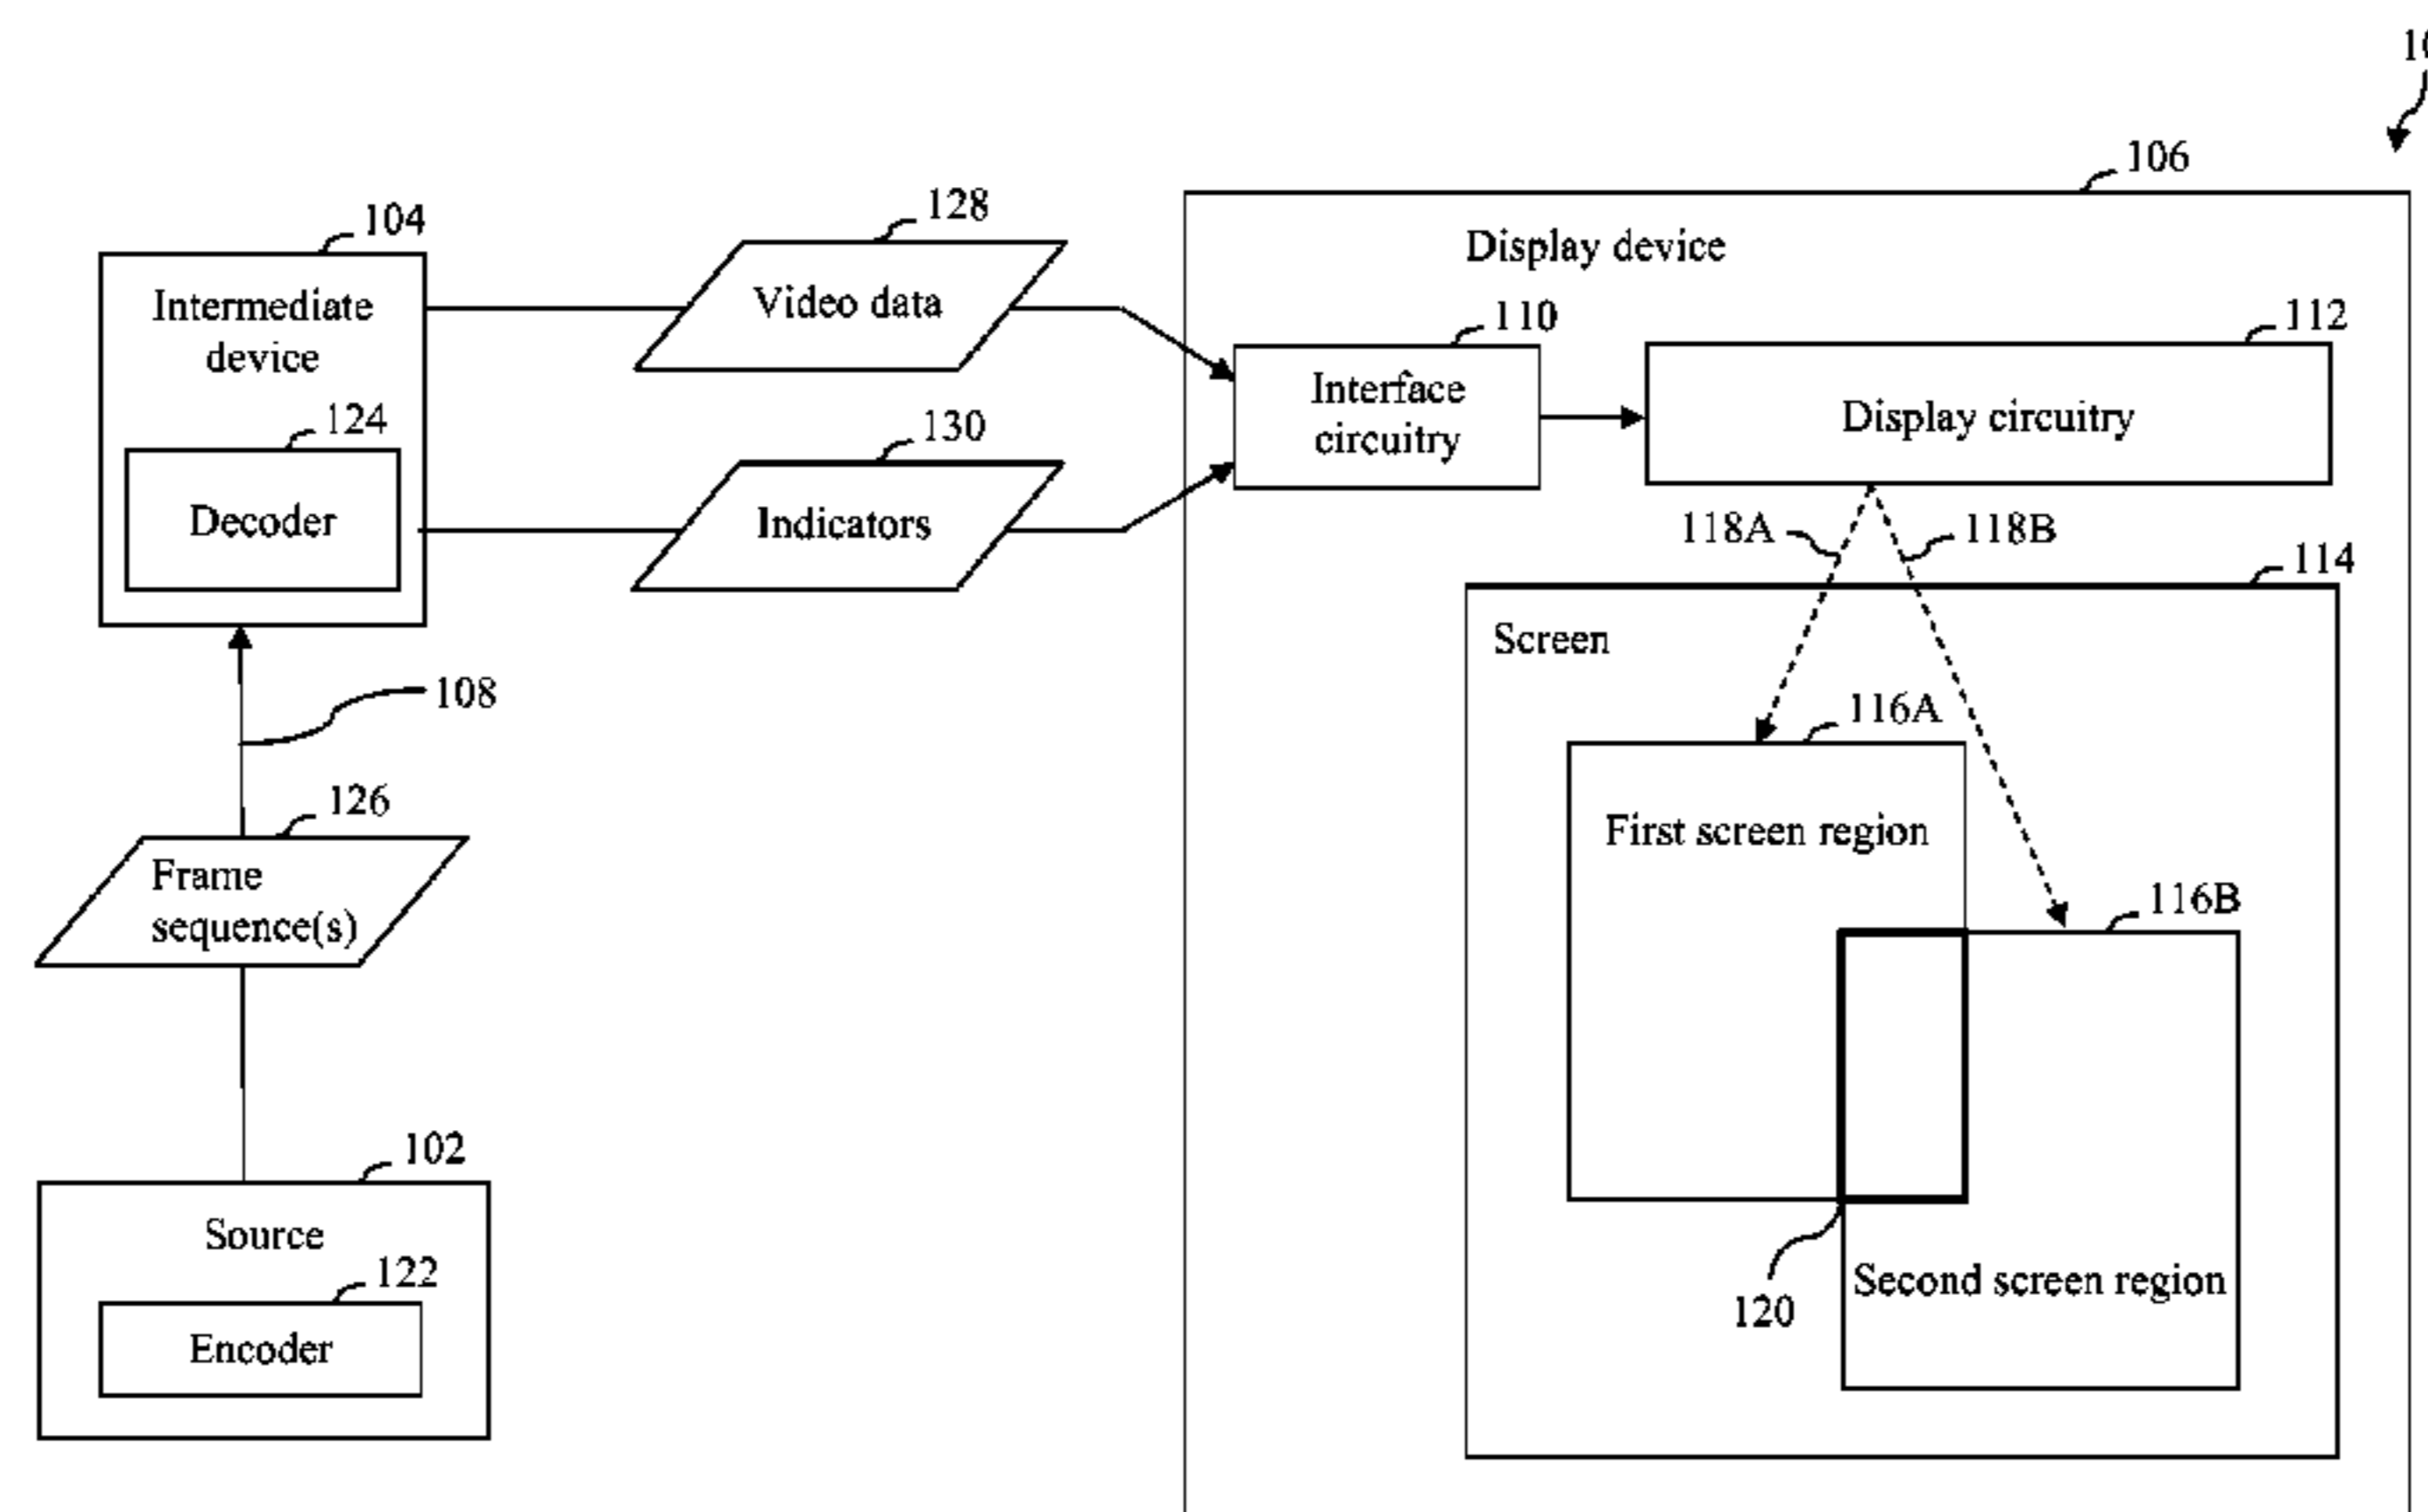 10
106
128
104
Display device
Intermediate
device
Video data
110
112
Interface
circuitry
Display circuitry
124
130
Decoder
Indicators
118A
118B
114
Screen
108
116A
126
First screen region
Frame
sequence(s)
116B
102
Source
122
Second screen region
120
Encoder